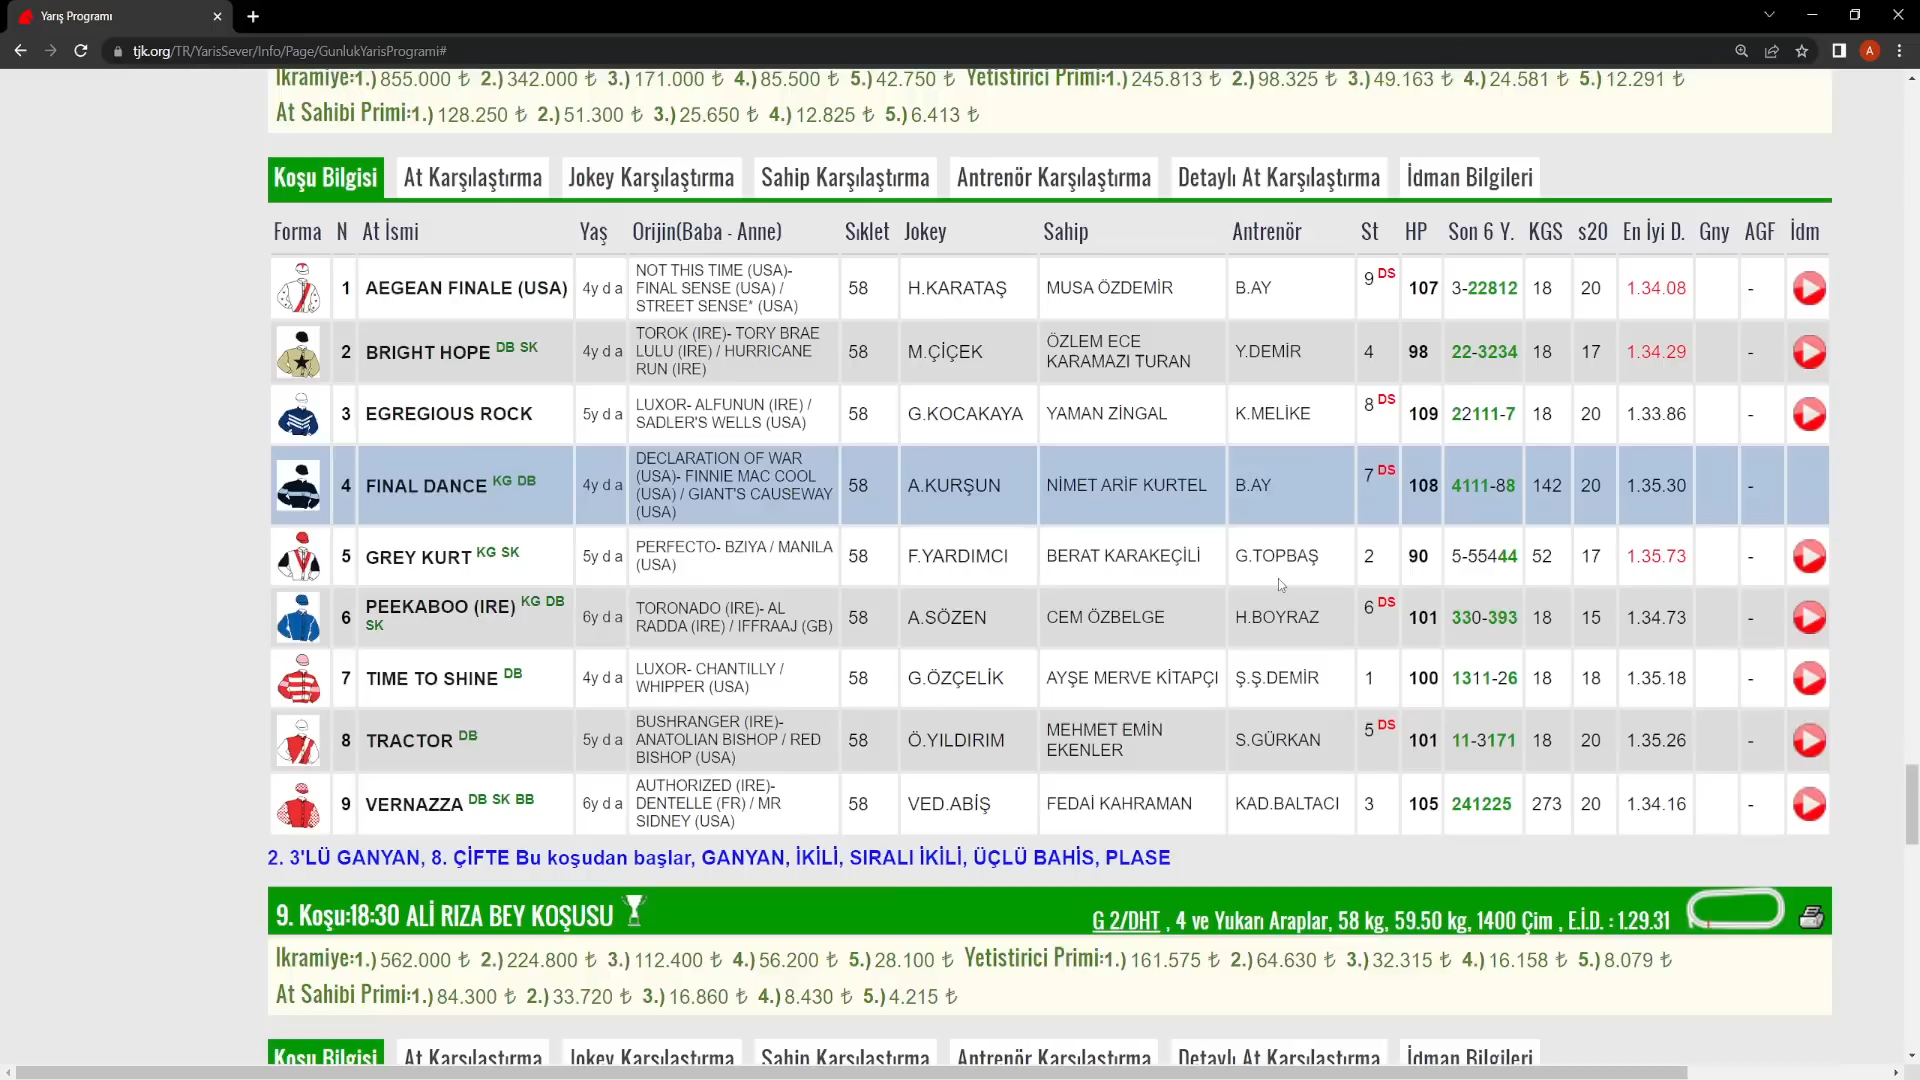 Yarış Programı
tjk.org/TR/YarisSever/Info/Page/GunlukYarisProgrami#
A
İkramiye:1.) 855.000 ₺ 2.) 342.000 ₺ 3.) 171.000 ₺ 4.) 85.500 ₺ 5.) 42.750 ₺ Yetistirici Primi:1.) 245.813 ₺ 2.) 98.325 ₺ 3.) 49.163 ₺ 4.) 24.581 ₺ 5.) 12.291 ₺
At Sahibi Primi:1.) 128.250 ₺ 2.) 51.300 ₺ 3.) 25.650 ₺ 4.) 12.825 ₺ 5.) 6.413 ₺
Koşu Bilgisi At Karşılaştırma Jokey Karşılaştırma Sahip Karşılaştırma Antrenör Karşılaştırma Detaylı At Karşılaştırma İdman Bilgileri
Forma N At İsmi Yaş Orijin(Baba - Anne) Sıklet Jokey Sahip Antrenör St HP Son 6 Y. KGS s20 En İyi D. Gny AGF İdm
1 AEGEAN FINALE (USA) 4y d a NOT THIS TIME (USA)- FINAL SENSE (USA) / STREET SENSE* (USA) 58 H.KARATAŞ MUSA ÖZDEMİR B.AY 9 DS 107 3-22812 18 20 1.34.08 -
2 BRIGHT HOPE DB SK 4y d a TOROK (IRE)- TORY BRAE LULU (IRE) / HURRICANE RUN (IRE) 58 M.ÇİÇEK ÖZLEM ECE KARAMAZI TURAN Y.DEMİR 4 98 22-3234 18 17 1.34.29 -
3 EGREGIOUS ROCK 5y d a LUXOR- ALFUNUN (IRE) / SADLER'S WELLS (USA) 58 G.KOCAKAYA YAMAN ZİNGAL K.MELİKE 8 DS 109 22111-7 18 20 1.33.86 -
4 FINAL DANCE KG DB 4y d a DECLARATION OF WAR (USA)- FINNIE MAC COOL (USA) / GIANT'S CAUSEWAY (USA) 58 A.KURŞUN NİMET ARİF KURTEL B.AY 7 DS 108 4111-88 142 20 1.35.30 -
5 GREY KURT KG SK 5y d a PERFECTO- BZIYA / MANILA (USA) 58 F.YARDIMCI BERAT KARAKEÇİLİ G.TOPBAŞ 2 90 5-55444 52 17 1.35.73 -
6 PEEKABOO (IRE) KG DB SK 6y d a TORONADO (IRE)- AL RADDA (IRE) / IFFRAAJ (GB) 58 A.SÖZEN CEM ÖZBELGE H.BOYRAZ 6 DS 101 330-393 18 15 1.34.73 -
7 TIME TO SHINE DB 4y d a LUXOR- CHANTILLY / WHIPPER (USA) 58 G.ÖZÇELİK AYŞE MERVE KİTAPÇI Ş.Ş.DEMİR 1 100 1311-26 18 18 1.35.18 -
8 TRACTOR DB 5y d a BUSHRANGER (IRE)- ANATOLIAN BISHOP / RED BISHOP (USA) 58 Ö.YILDIRIM MEHMET EMİN EKENLER S.GÜRKAN 5 DS 101 11-3171 18 20 1.35.26 -
9 VERNAZZA DB SK BB 6y d a AUTHORIZED (IRE)- DENTELLE (FR) / MR SIDNEY (USA) 58 VED.ABİŞ FEDAİ KAHRAMAN KAD.BALTACI 3 105 241225 273 20 1.34.16 -
2. 3'LÜ GANYAN, 8. ÇİFTE Bu koşudan başlar, GANYAN, İKİLİ, SIRALI İKİLİ, ÜÇLÜ BAHİS, PLASE
9. Koşu:18:30 ALİ RIZA BEY KOŞUSU G 2/DHT , 4 ve Yukarı Araplar, 58 kg, 59.50 kg, 1400 Çim , E.İ.D. : 1.29.31
İkramiye:1.) 562.000 ₺ 2.) 224.800 ₺ 3.) 112.400 ₺ 4.) 56.200 ₺ 5.) 28.100 ₺ Yetistirici Primi:1.) 161.575 ₺ 2.) 64.630 ₺ 3.) 32.315 ₺ 4.) 16.158 ₺ 5.) 8.079 ₺
At Sahibi Primi:1.) 84.300 ₺ 2.) 33.720 ₺ 3.) 16.860 ₺ 4.) 8.430 ₺ 5.) 4.215 ₺
Koşu Bilgisi At Karşılaştırma Jokey Karşılaştırma Sahip Karşılaştırma Antrenör Karşılaştırma Detaylı At Karşılaştırma İdman Bilgileri